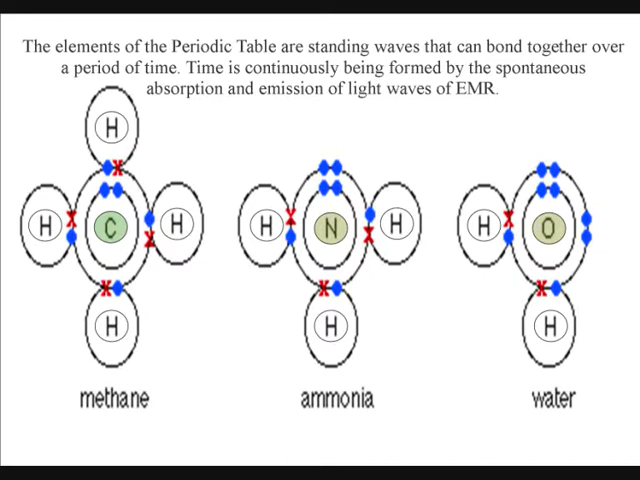 The elements of the Periodic Table are standing waves that can bond together over
a period of time. Time is continuously being formed by the spontaneous
absorption and emission of light waves of EMR.
H
H C H
H N H
H O
H
H
H
methane
ammonia
water